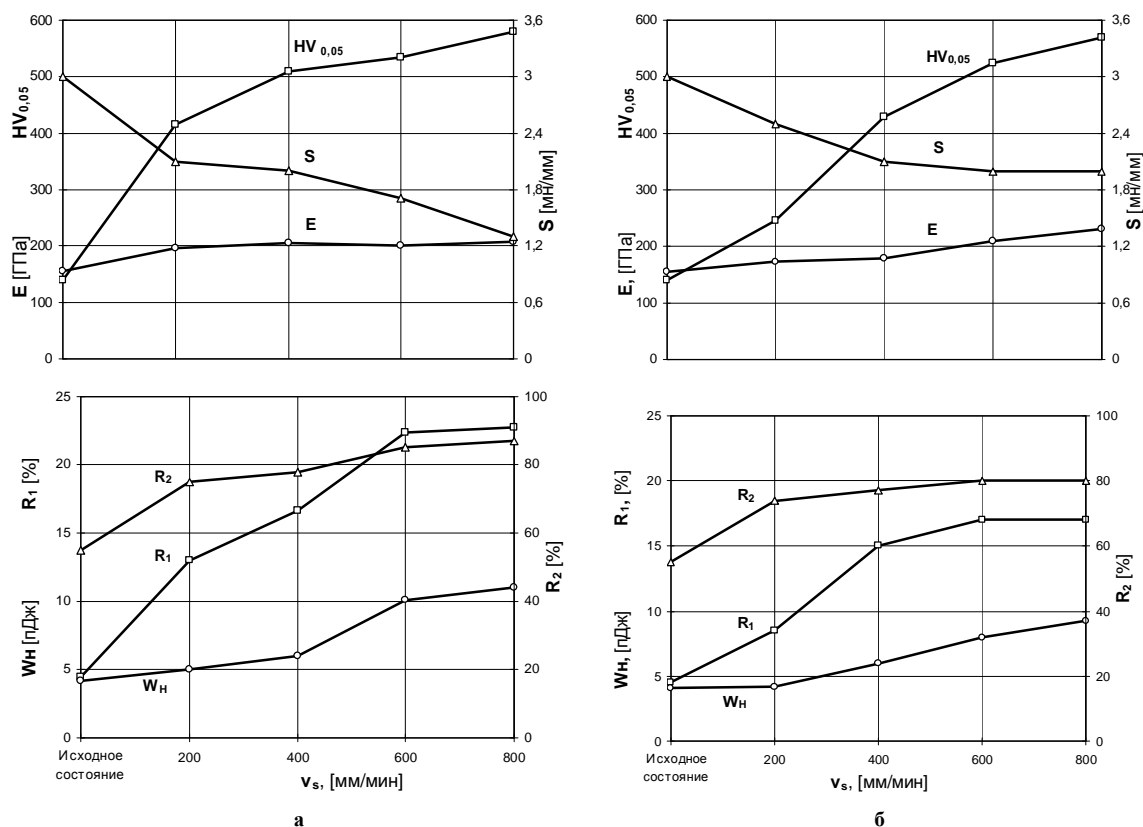 600
500
400
300
200
100
0
HV0,05
E [ГПа]
3,6
3
2,4
1,8
1,2
0,6
0
S [мн/мм]
HV 0,05
S
E
600
500
400
300
200
100
0
HV0,05
E, [ГПа]
3,6
3
2,4
1,8
1,2
0,6
0
S [мн/мм]
HV0,05
S
E
25
20
15
10
5
0
R1 [%]
WH [пДж]
100
80
60
40
20
0
R2 [%]
R2
R1
WH
Исходное
состояние
200
400
600
800
vs, [мм/мин]
а
25
20
15
10
5
0
R1, [%]
WH, [пДж]
100
80
60
40
20
0
R2 [%]
R2
R1
WH
Исходное
состояние
200
400
600
800
vs, [мм/мин]
б